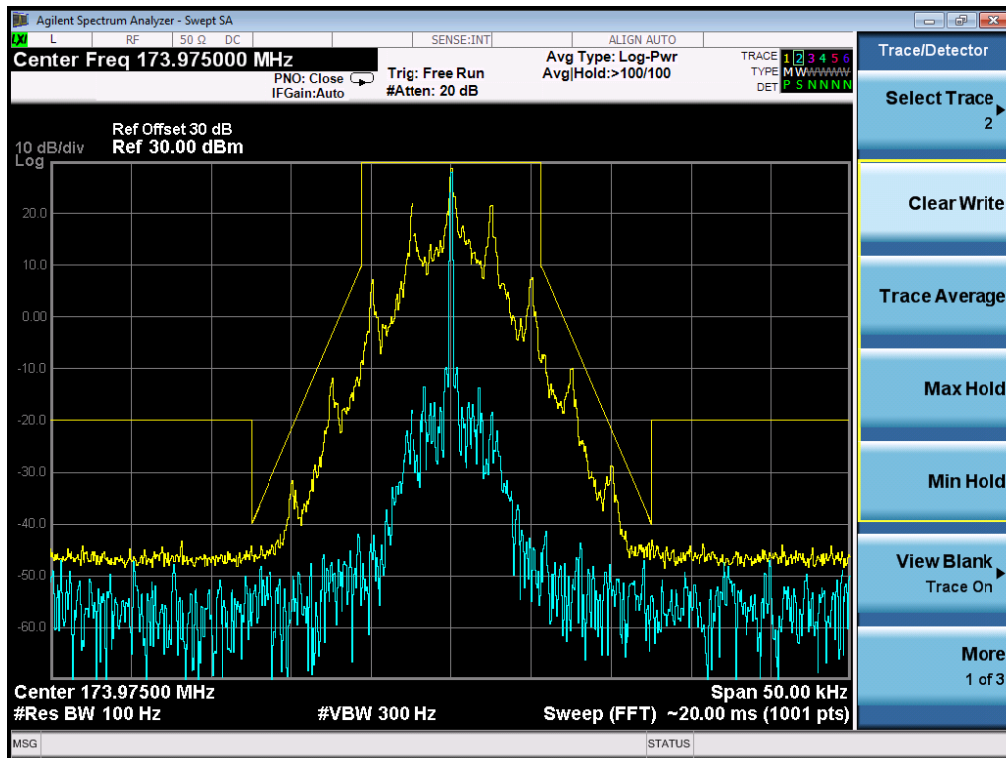 Agilent Spectrum Analyzer - Swept SA
LXI L RF 50 Ω DC SENSE:INT ALIGN AUTO
Center Freq 173.975000 MHz
PNO: Close
IFGain:Auto
Trig: Free Run
#Atten: 20 dB
Avg Type: Log-Pwr
Avg|Hold:>100/100
TRACE 1 2 3 4 5 6
TYPE M W W W W W
DET P S N N N N
Ref Offset 30 dB
10 dB/div Ref 30.00 dBm
Log
20.0
10.0
0.00
-10.0
-20.0
-30.0
-40.0
-50.0
-60.0
Center 173.97500 MHz Span 50.00 kHz
#Res BW 100 Hz #VBW 300 Hz Sweep (FFT) ~20.00 ms (1001 pts)
MSG STATUS
Trace/Detector
Select Trace
2
Clear Write
Trace Average
Max Hold
Min Hold
View Blank
Trace On
More
1 of 3